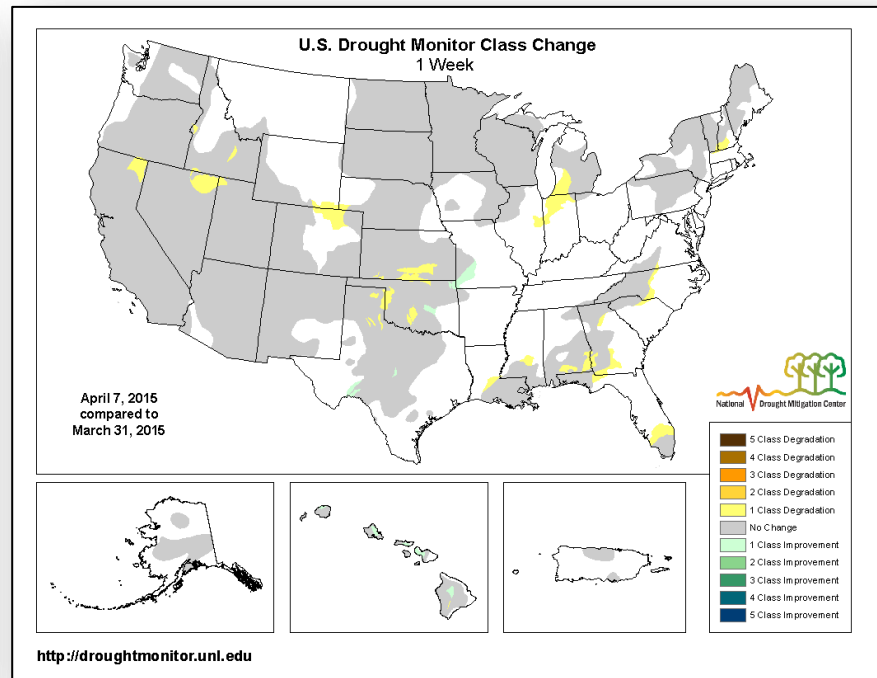 U.S. Drought Monitor Class Change
1 Week
April 7, 2015
compared to
March 31, 2015
National Drought Mitigation Center
5 Class Degradation
4 Class Degradation
3 Class Degradation
2 Class Degradation
1 Class Degradation
No Change
1 Class Improvement
2 Class Improvement
3 Class Improvement
4 Class Improvement
5 Class Improvement
http://droughtmonitor.unl.edu